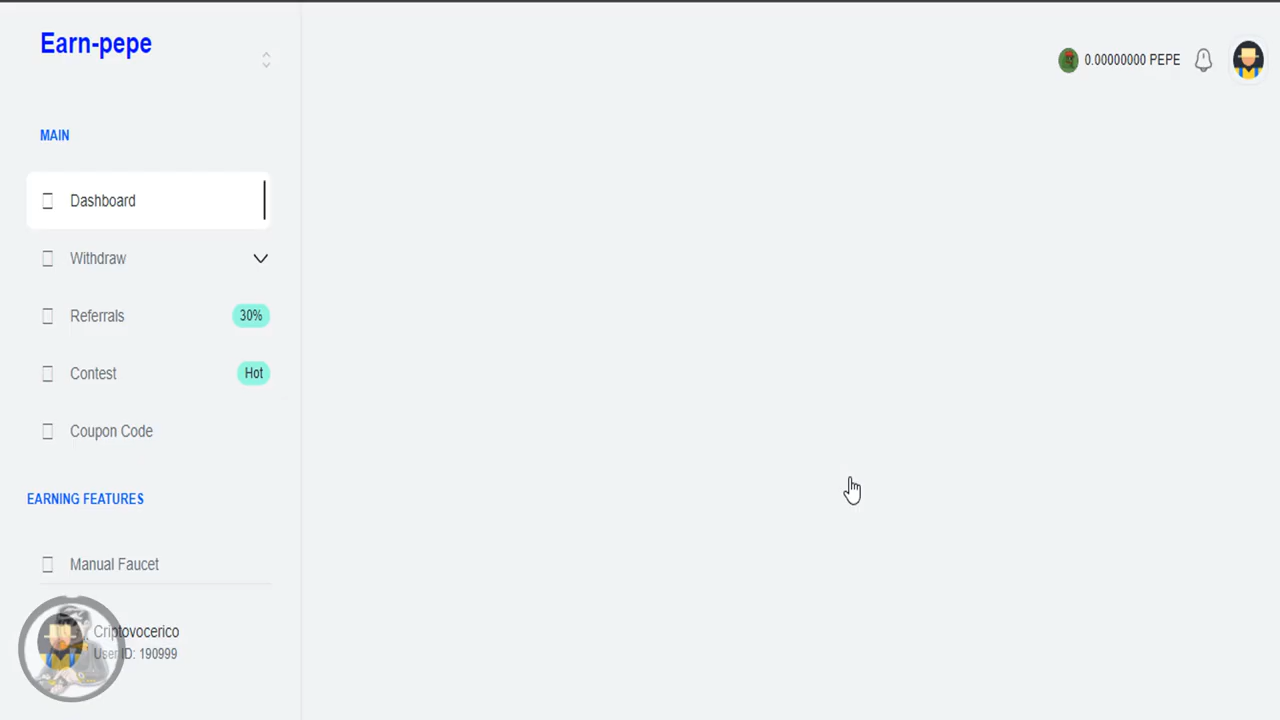 Earn-pepe
0.00000000 PEPE
MAIN
Dashboard
Withdraw
Referrals 30%
Contest Hot
Coupon Code
EARNING FEATURES
Manual Faucet
Criptovocerico
User ID: 190999